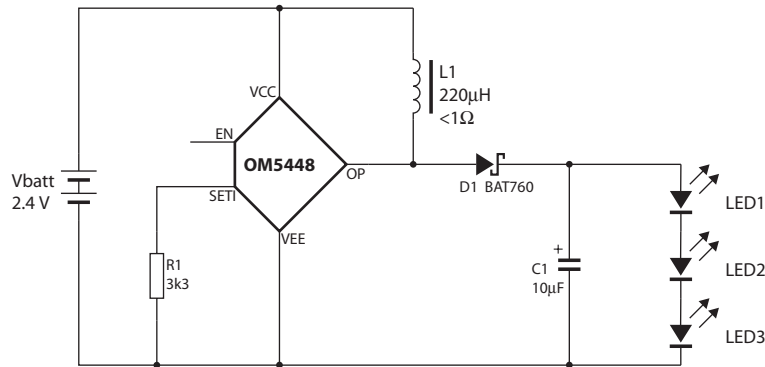 VCC
L1
220µH
<1Ω
EN
OM5448
OP
Vbatt
2.4 V
SETI
VEE
D1 BAT760
LED1
R1
3k3
+
C1
10µF
LED2
LED3